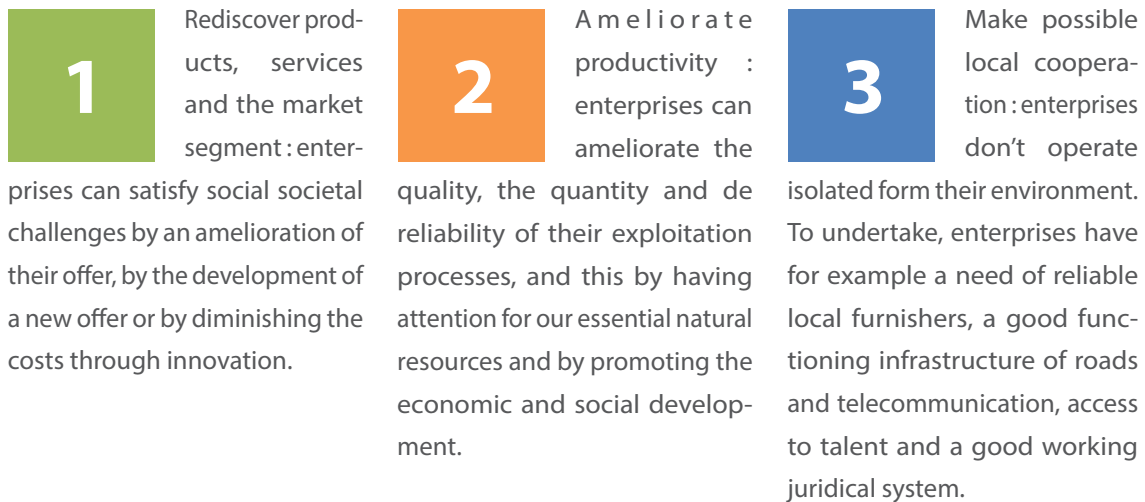 1
Rediscover prod-
ucts, services
and the market
segment : enter-
prises can satisfy social societal
challenges by an amelioration of
their offer, by the development of
a new offer or by diminishing the
costs through innovation.
2
Ameliorate
productivity :
enterprises can
ameliorate the
quality, the quantity and de
reliability of their exploitation
processes, and this by having
attention for our essential natural
resources and by promoting the
economic and social develop-
ment.
3
Make possible
local coopera-
tion : enterprises
don’t operate
isolated form their environment.
To undertake, enterprises have
for example a need of reliable
local furnishers, a good func-
tioning infrastructure of roads
and telecommunication, access
to talent and a good working
juridical system.